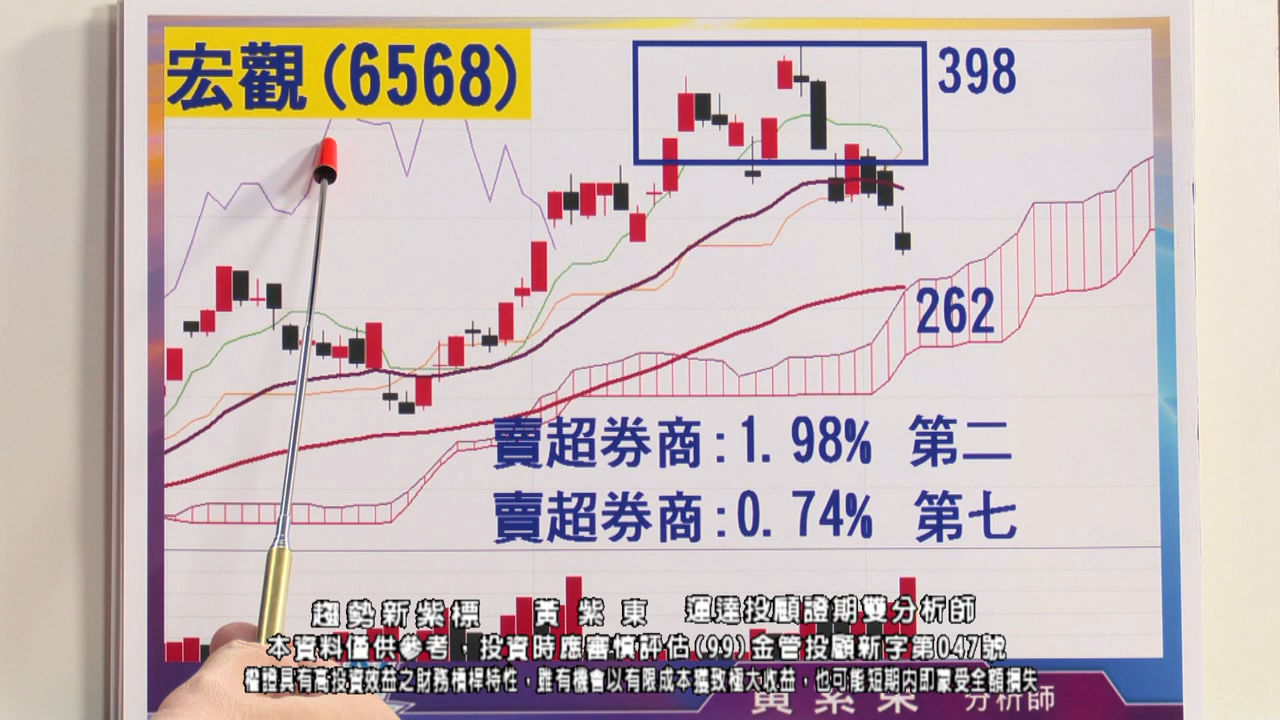 宏觀(6568)
398
262
賣超券商:1.98% 第二
賣超券商:0.74% 第七
趨勢新紫標 黃紫東 運達投顧證期雙分析師
本資料僅供參考，投資時應審慎評估(99)金管投顧新字第047號
權證具有高投資效益之財務槓桿特性，雖有機會以有限成本獲致極大收益，也可能短期內即蒙受全額損失
黃紫東 分析師